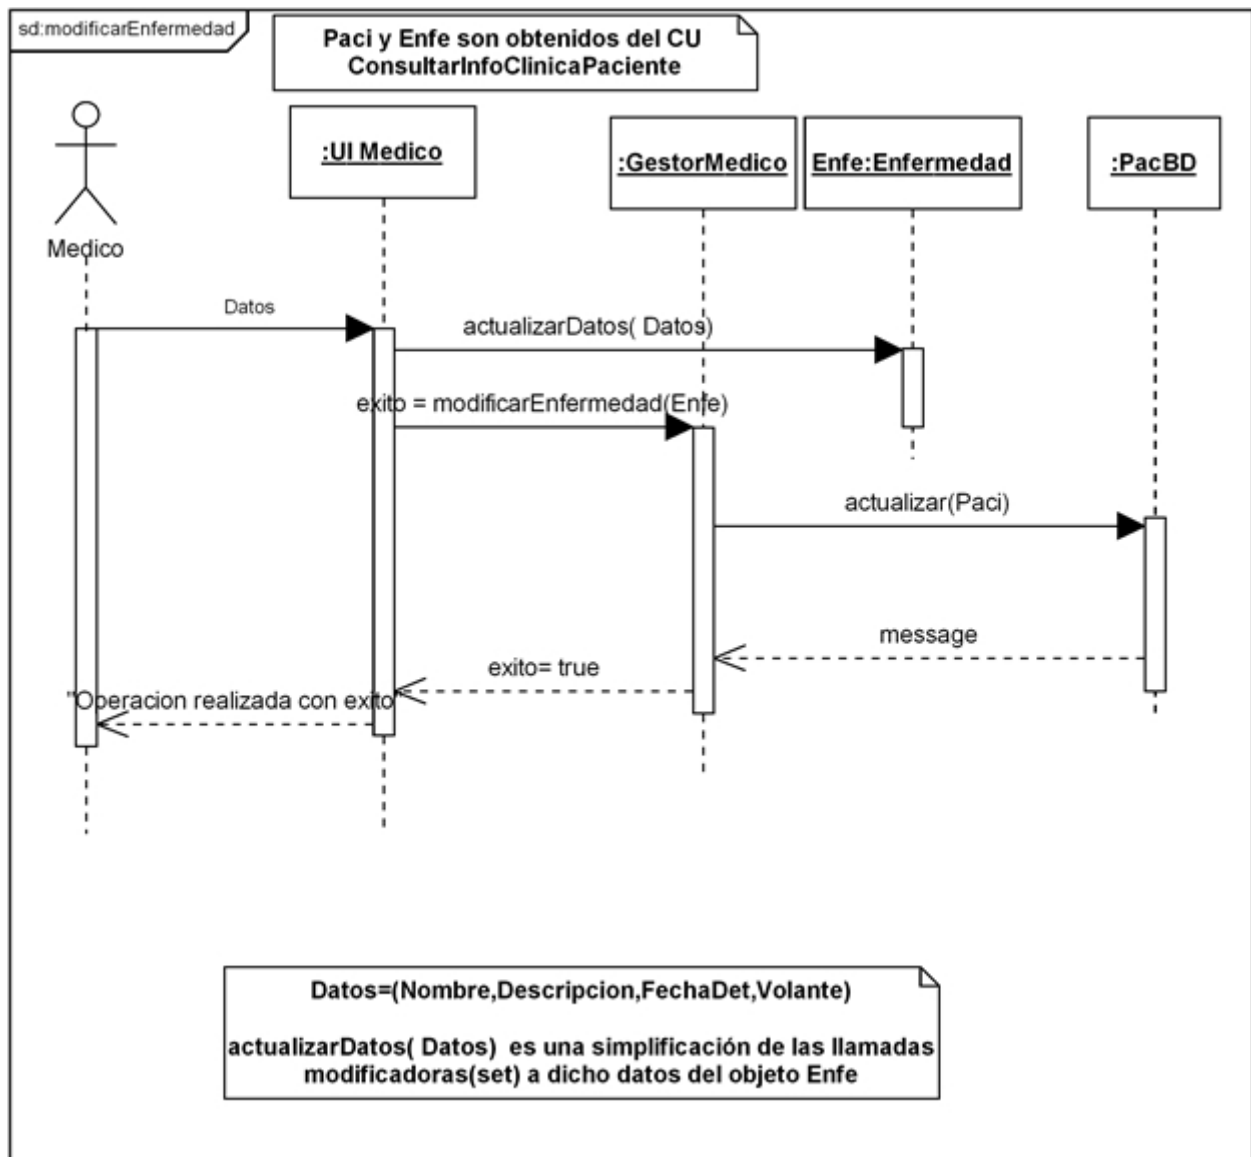 sd:modificarEnfermedad
Paci y Enfe son obtenidos del CU
ConsultarInfoClinicaPaciente
:UI Medico
:GestorMedico
Enfe:Enfermedad
:PacBD
Medico
Datos
actualizarDatos( Datos)
exito = modificarEnfermedad(Enfe)
actualizar(Paci)
message
exito= true
"Operacion realizada con exito"
Datos=(Nombre,Descripcion,FechaDet,Volante)
actualizarDatos( Datos) es una simplificación de las llamadas
modificadoras(set) a dicho datos del objeto Enfe